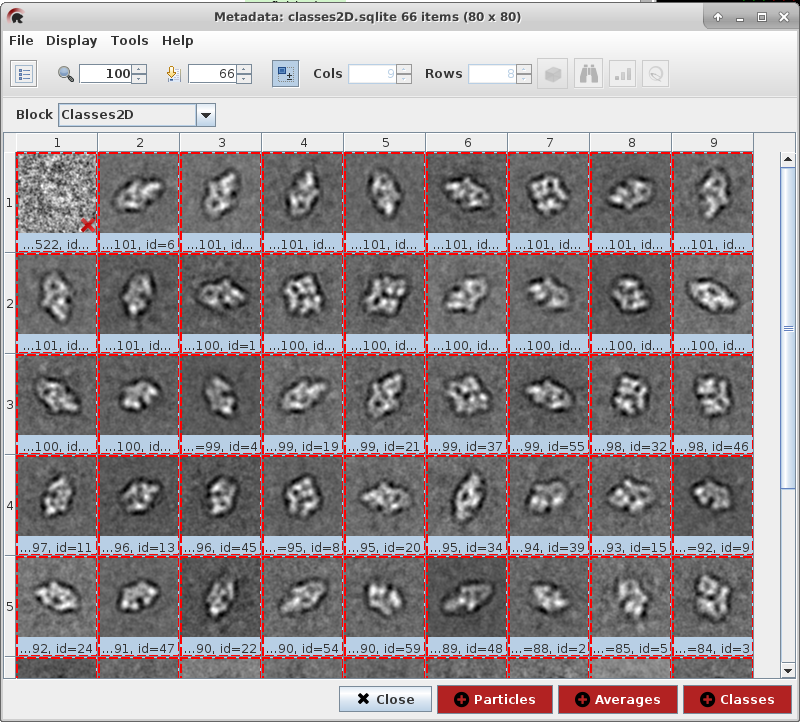 Metadata: classes2D.sqlite 66 items (80 x 80)
File Display Tools Help
100 66 Cols 9 Rows 8
Block Classes2D
1 2 3 4 5 6 7 8 9
1
...522, id... ...101, id=6 ...101, id... ...101, id... ...101, id... ...101, id... ...101, id... ...101, id... ...101, id...
2
...101, id... ...101, id... ...100, id=1 ...100, id... ...100, id... ...100, id... ...100, id... ...100, id... ...100, id...
3
...100, id... ...100, id... ...=99, id=4 ...99, id=19 ...99, id=21 ...99, id=37 ...99, id=55 ...98, id=32 ...98, id=46
4
...97, id=11 ...96, id=13 ...96, id=45 ...=95, id=8 ...95, id=20 ...95, id=34 ...94, id=39 ...93, id=15 ...=92, id=9
5
...92, id=24 ...91, id=47 ...90, id=22 ...90, id=54 ...90, id=59 ...89, id=48 ...=88, id=2 ...=85, id=5 ...=84, id=3
Close Particles Averages Classes